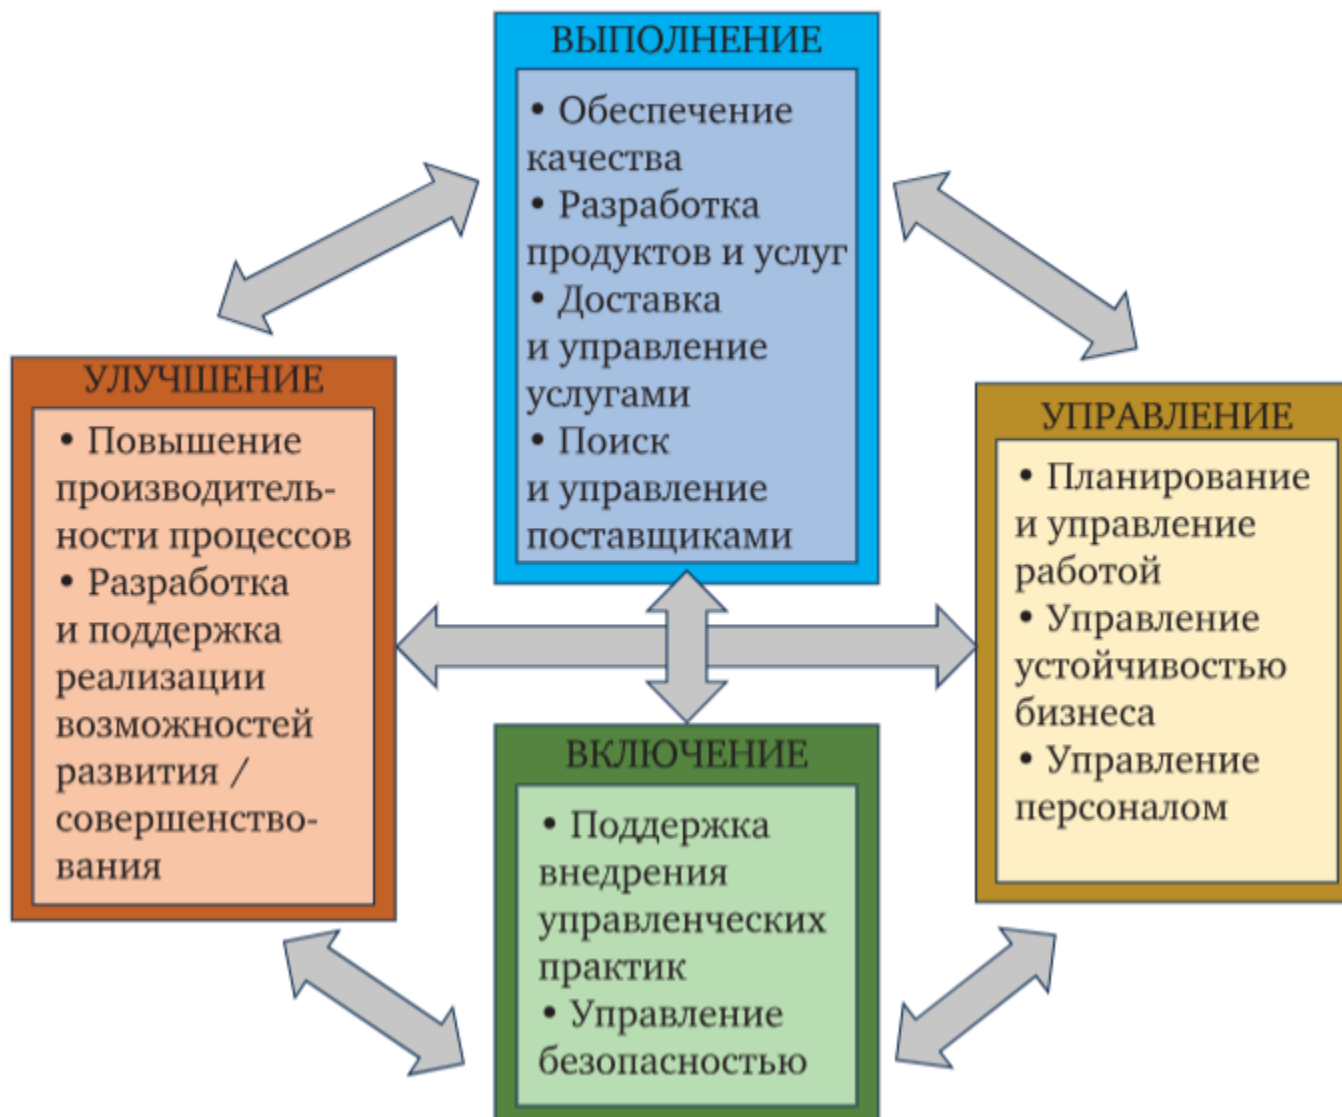 ВЫПОЛНЕНИЕ
• Обеспечение
качества
• Разработка
продуктов и услуг
• Доставка
и управление
услугами
• Поиск
и управление
поставщиками
УЛУЧШЕНИЕ
• Повышение
производитель-
ности процессов
• Разработка
и поддержка
реализации
возможностей
развития /
совершенство-
вания
УПРАВЛЕНИЕ
• Планирование
и управление
работой
• Управление
устойчивостью
бизнеса
• Управление
персоналом
ВКЛЮЧЕНИЕ
• Поддержка
внедрения
управленческих
практик
• Управление
безопасностью